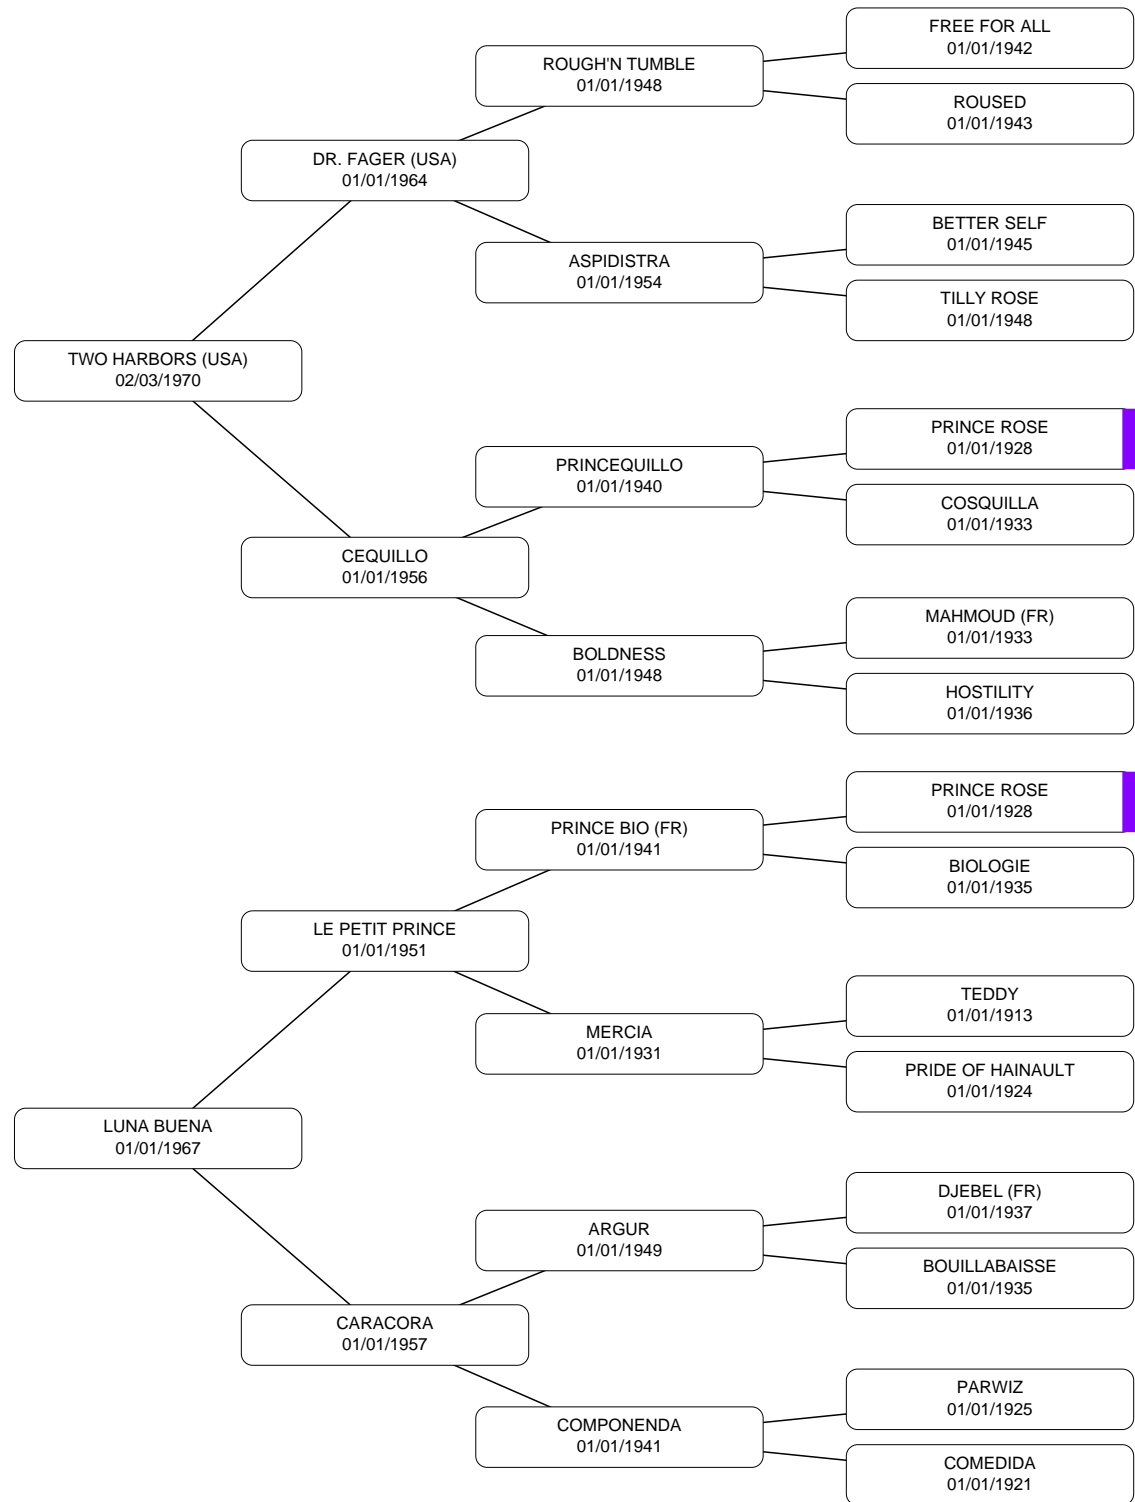 FREE FOR ALL
01/01/1942
ROUGH'N TUMBLE
01/01/1948
ROUSED
01/01/1943
DR. FAGER (USA)
01/01/1964
BETTER SELF
01/01/1945
ASPIDISTRA
01/01/1954
TILLY ROSE
01/01/1948
TWO HARBORS (USA)
02/03/1970
PRINCE ROSE
01/01/1928
PRINCEQUILLO
01/01/1940
COSQUILLA
01/01/1933
CEQUILLO
01/01/1956
MAHMOUD (FR)
01/01/1933
BOLDNESS
01/01/1948
HOSTILITY
01/01/1936
PRINCE ROSE
01/01/1928
PRINCE BIO (FR)
01/01/1941
BIOLOGIE
01/01/1935
LE PETIT PRINCE
01/01/1951
TEDDY
01/01/1913
MERCIA
01/01/1931
PRIDE OF HAINAULT
01/01/1924
LUNA BUENA
01/01/1967
DJEBEL (FR)
01/01/1937
ARGUR
01/01/1949
BOUILLABAISSE
01/01/1935
CARACORA
01/01/1957
PARWIZ
01/01/1925
COMPONENDA
01/01/1941
COMEDIDA
01/01/1921